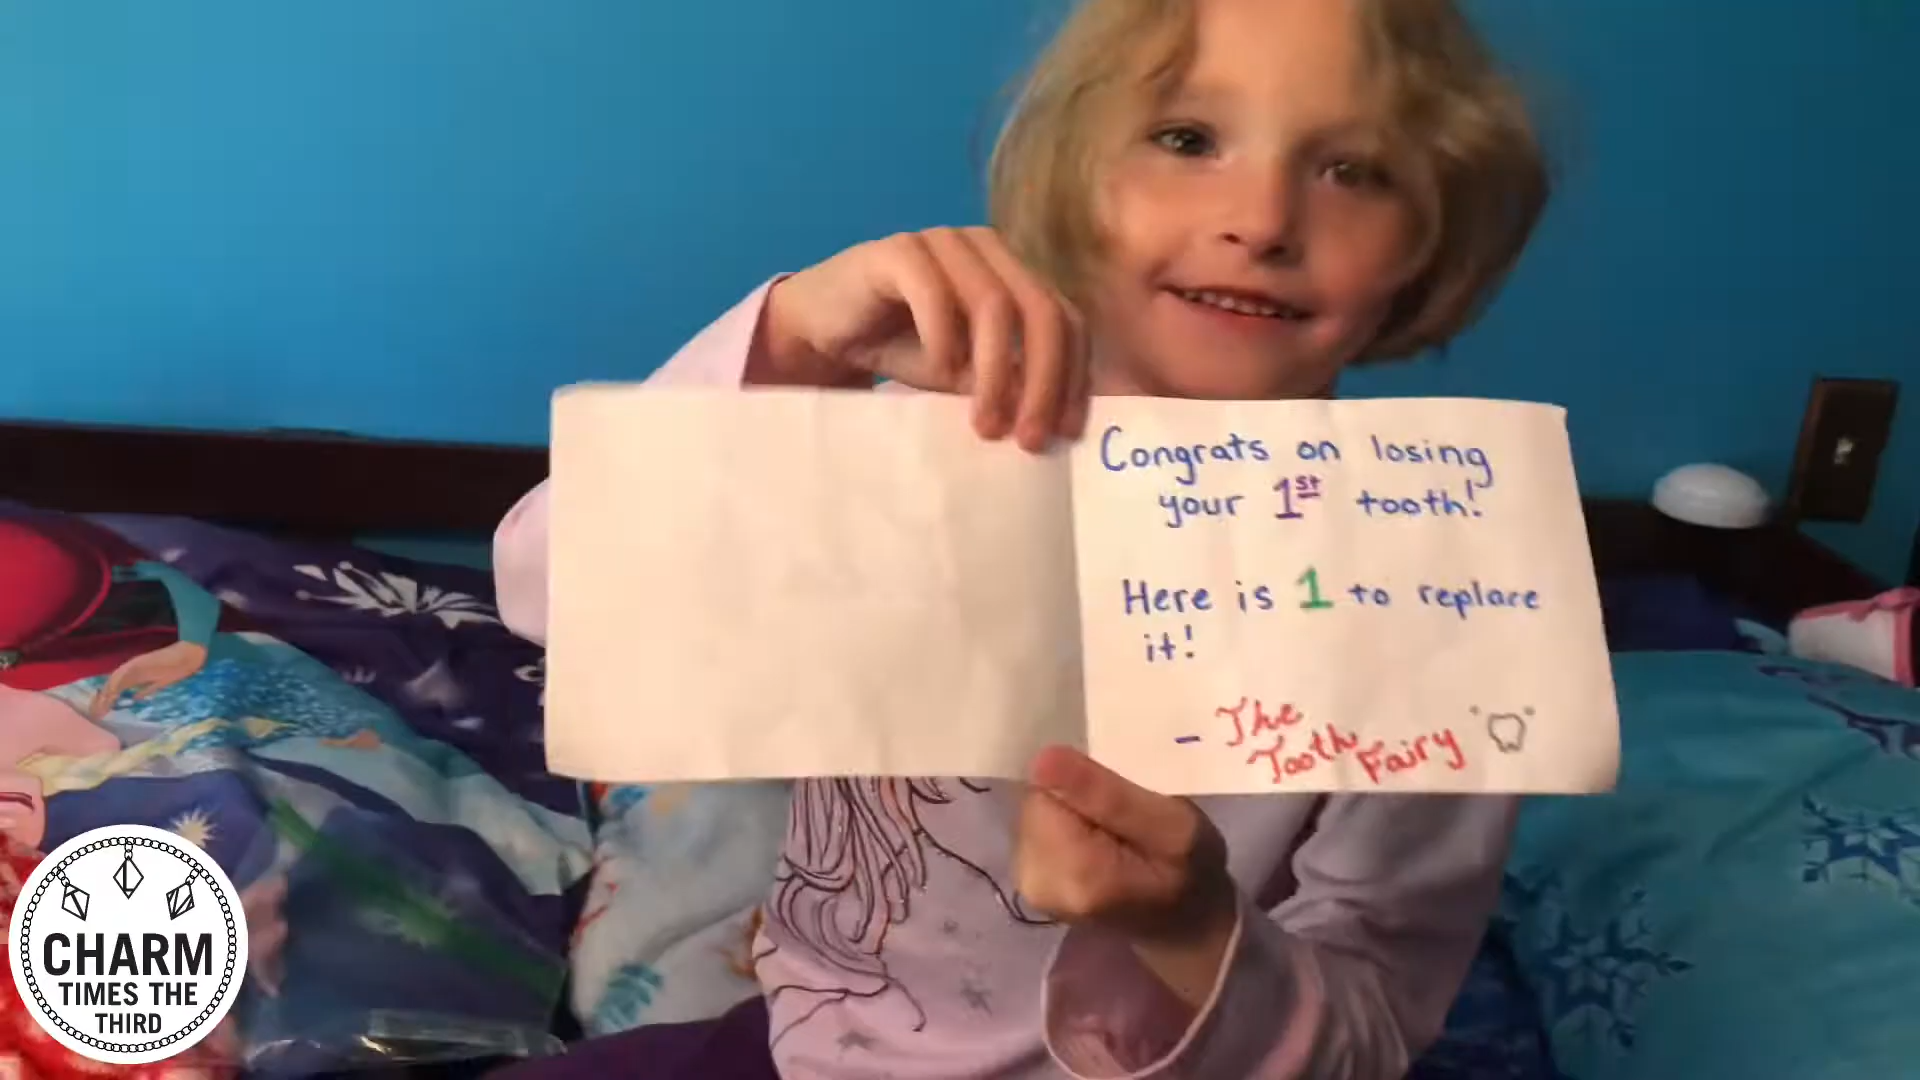 Congrats on losing
your 1st tooth!
Here is 1 to replace
it!
- The
Tooth Fairy
CHARM
TIMES THE
THIRD